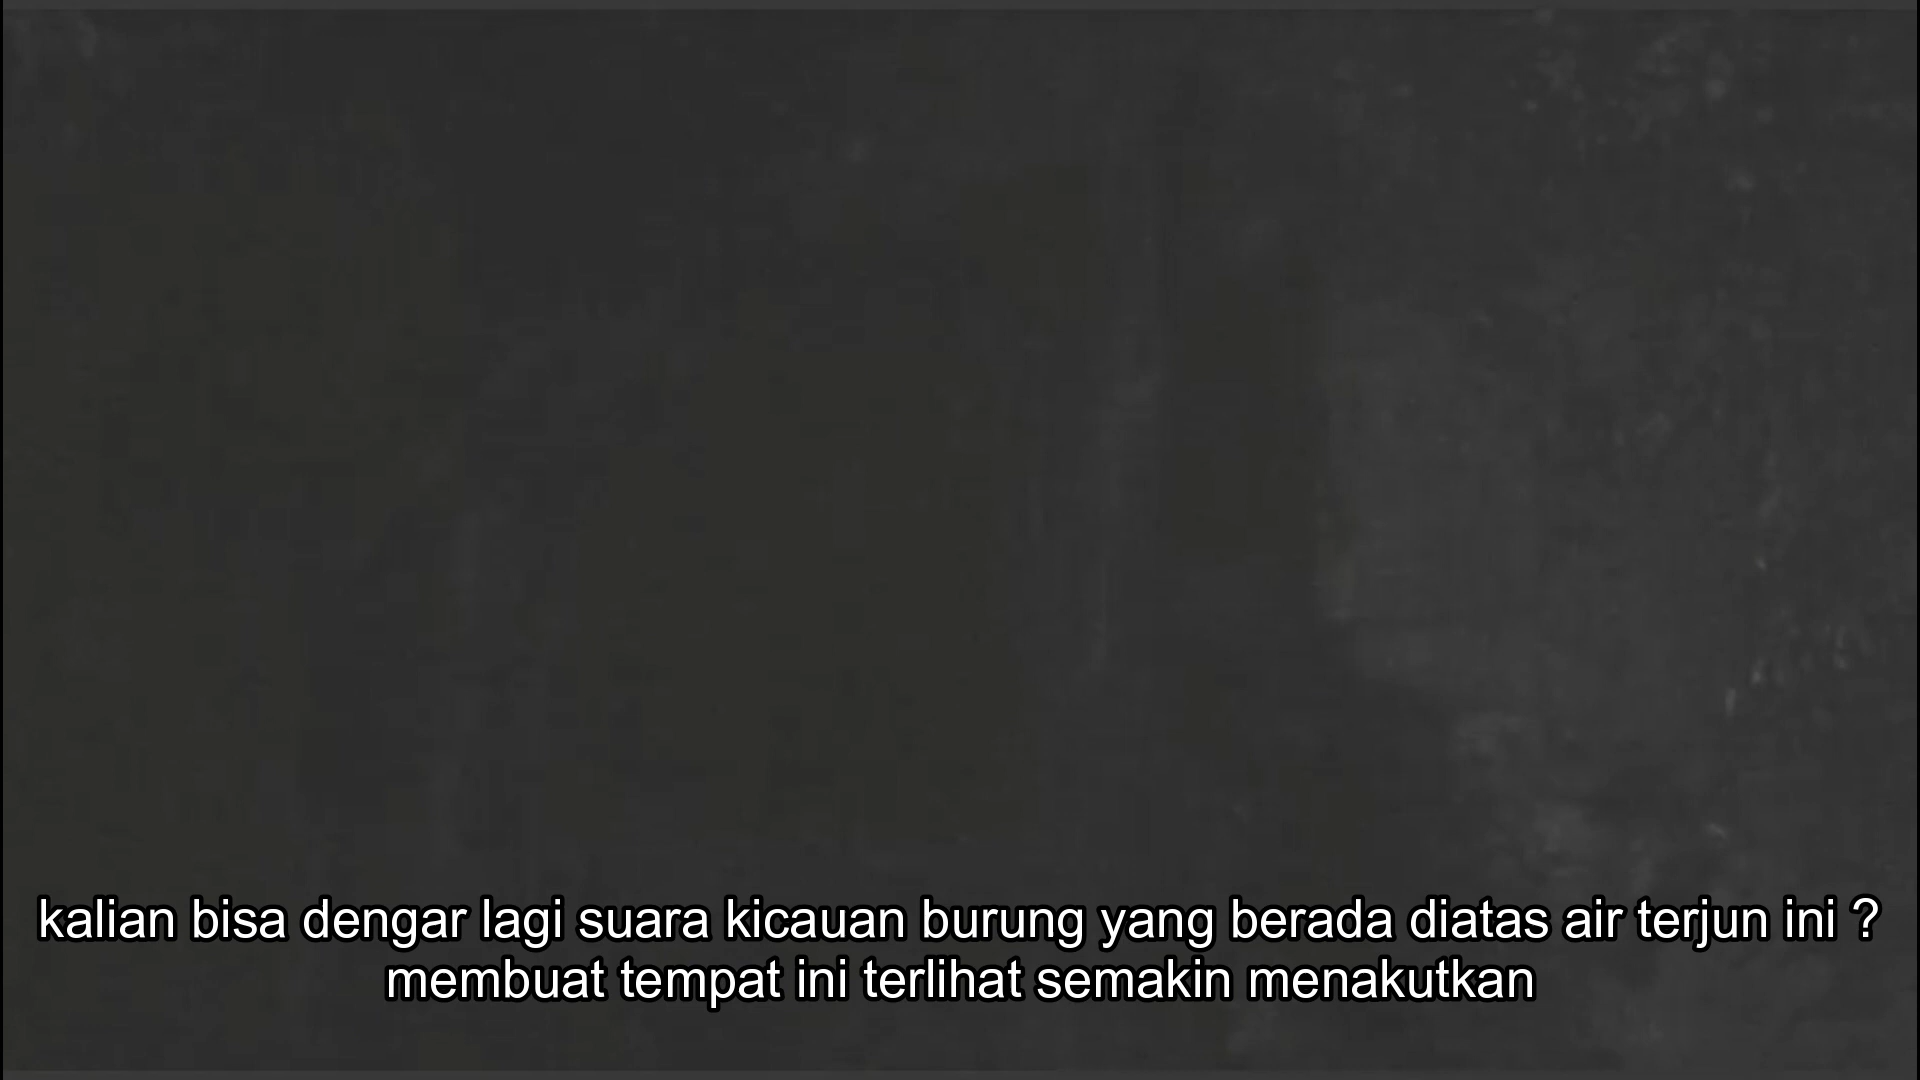 kalian bisa dengar lagi suara kicauan burung yang berada diatas air terjun ini ?
membuat tempat ini terlihat semakin menakutkan